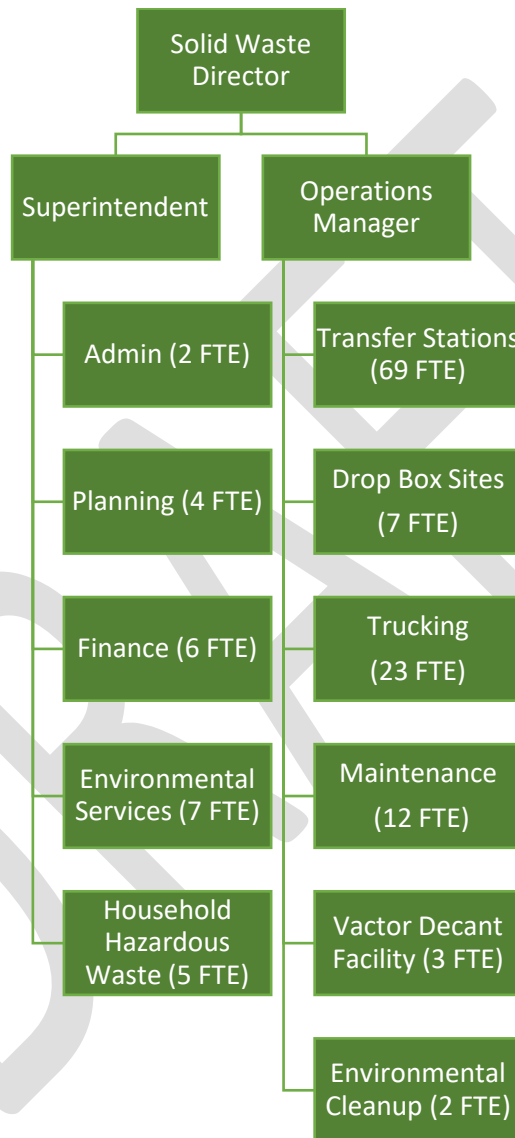 Solid Waste
Director
Superintendent
Operations
Manager
Admin (2 FTE)
Planning (4 FTE)
Finance (6 FTE)
Environmental
Services (7 FTE)
Household
Hazardous
Waste (5 FTE)
Transfer Stations
(69 FTE)
Drop Box Sites
(7 FTE)
Trucking
(23 FTE)
Maintenance
(12 FTE)
Vactor Decant
Facility (3 FTE)
Environmental
Cleanup (2 FTE)